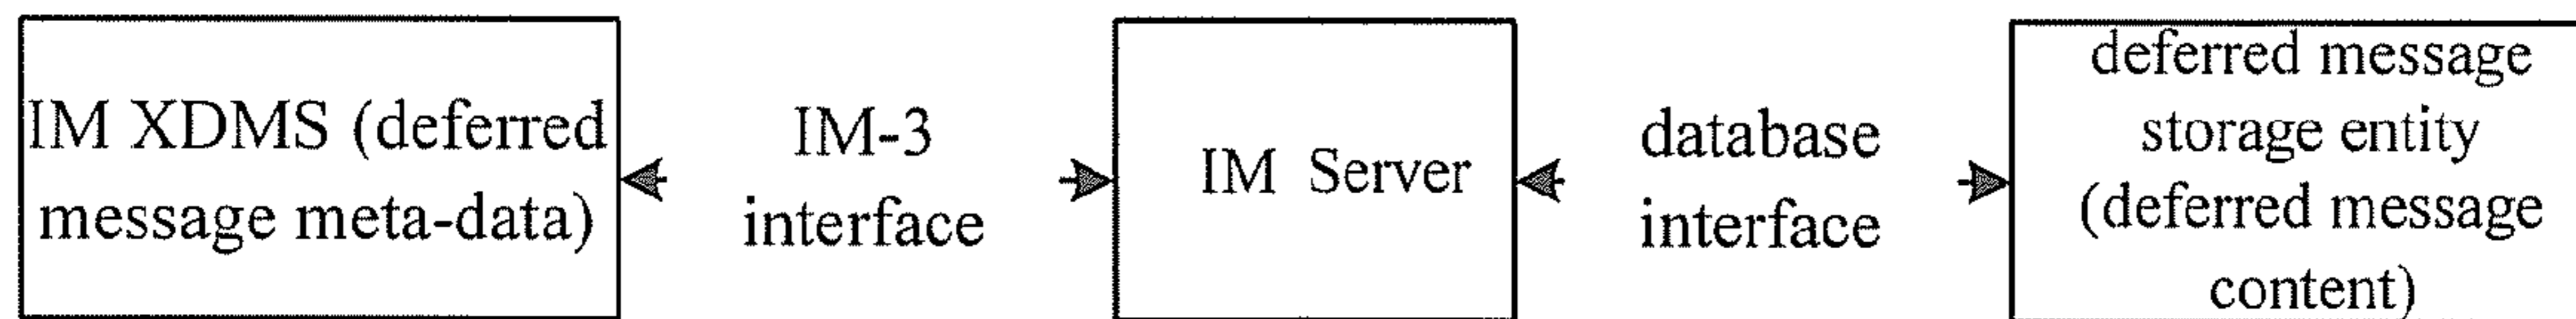 IM XDMS (deferred
message meta-data)
IM-3
interface
IM Server
database
interface
deferred message
storage entity
(deferred message
content)